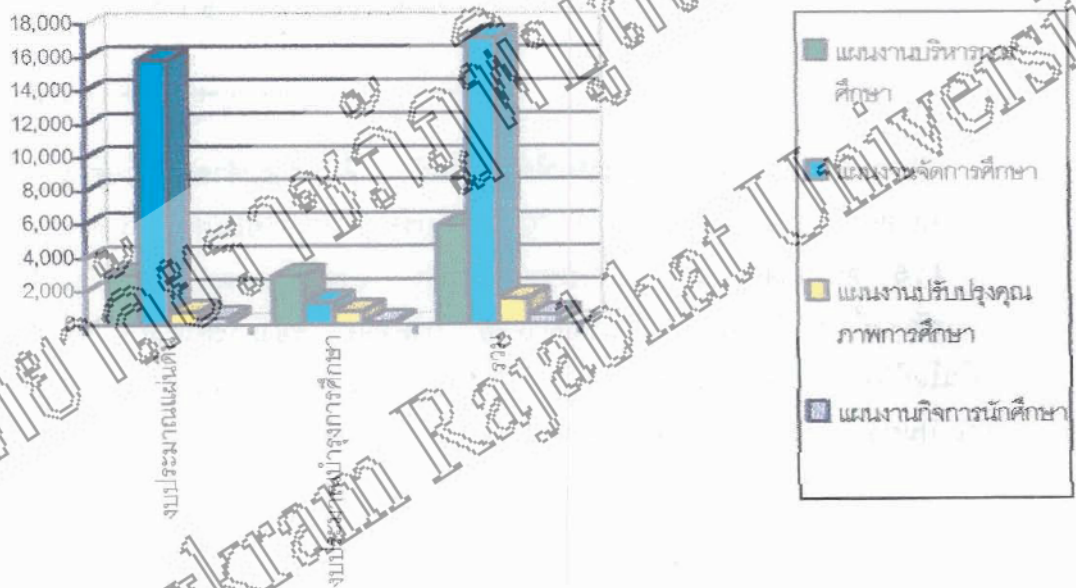 18,000
16,000
14,000
12,000
10,000
8,000
6,000
4,000
2,000
0
งบประมาณแผ่นดิน
งบประมาณบำรุงการศึกษา
รวม
แผนงานบริหารการ
ศึกษา
แผนงานจัดการศึกษา
แผนงานปรับปรุงคุณ
ภาพการศึกษา
แผนงานกิจการนักศึกษา
Rajabhat University